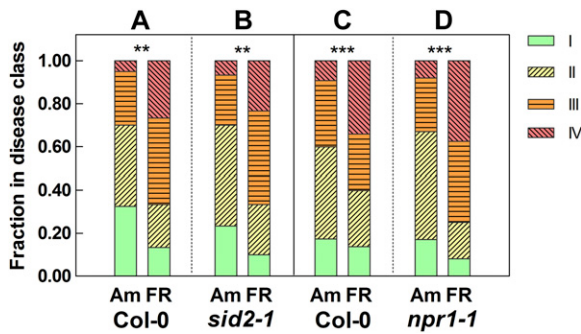 A B C D
** ** *** ***
Fraction in disease class
1.00
0.80
0.60
0.40
0.20
0.00
Am FR Am FR Am FR Am FR
Col-0 sid2-1 Col-0 npr1-1
I
II
III
IV